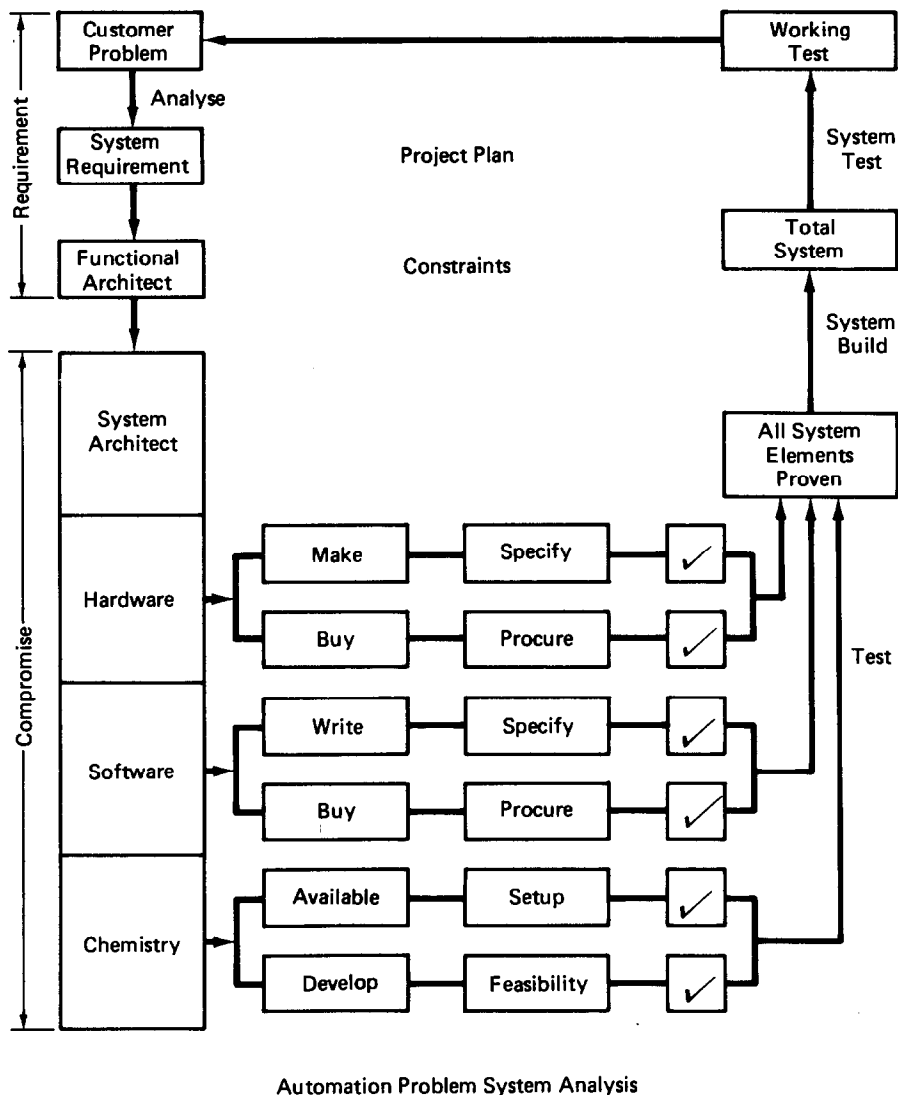 Customer
Problem
Working
Test
Analyse
System
Requirement
Project Plan
System
Test
Requirement
Functional
Architect
Constraints
Total
System
System
Build
System
Architect
All System
Elements
Proven
Hardware
Make
Specify
Buy
Procure
Test
Compromise
Software
Write
Specify
Buy
Procure
Chemistry
Available
Setup
Develop
Feasibility
Automation Problem System Analysis